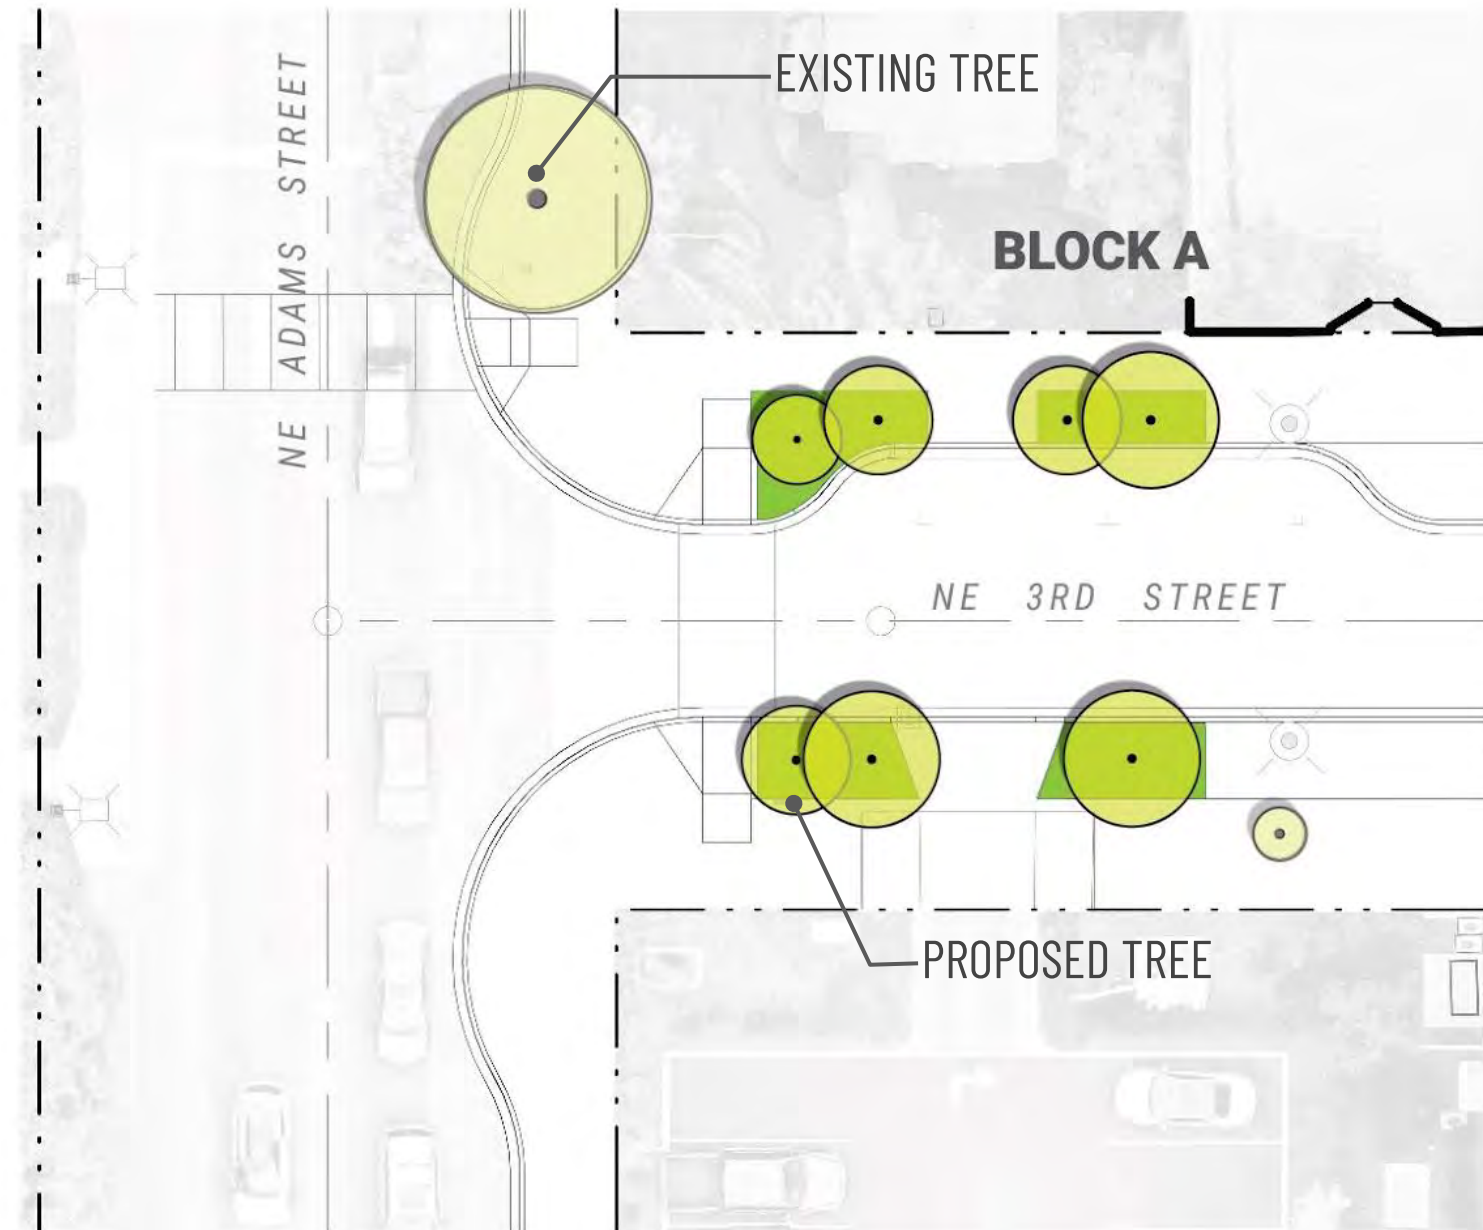 EXISTING TREE
NE ADAMS STREET
BLOCK A
NE 3RD STREET
PROPOSED TREE